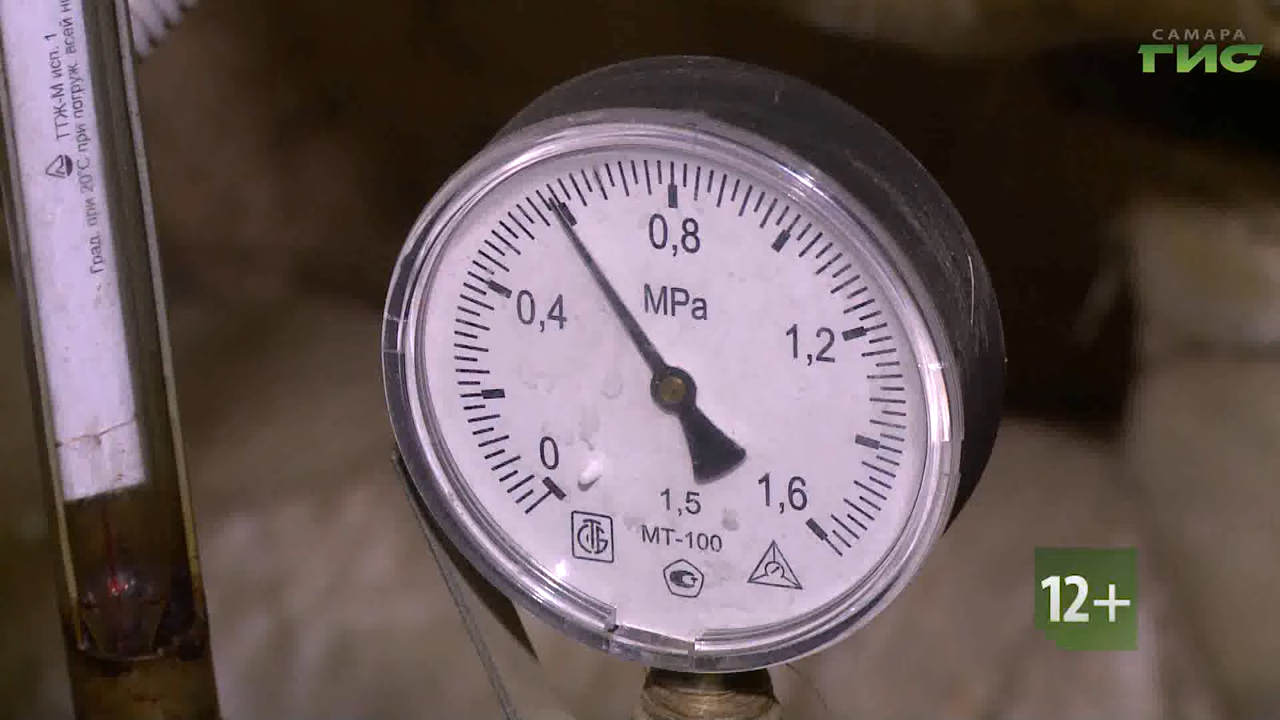 ТТЖ-М исп. 1
Град. при 20°С при погруж. всей
САМАРА
ГИС
0,8
MPa
0,4
1,2
0
1,6
1,5
МТ-100
12+